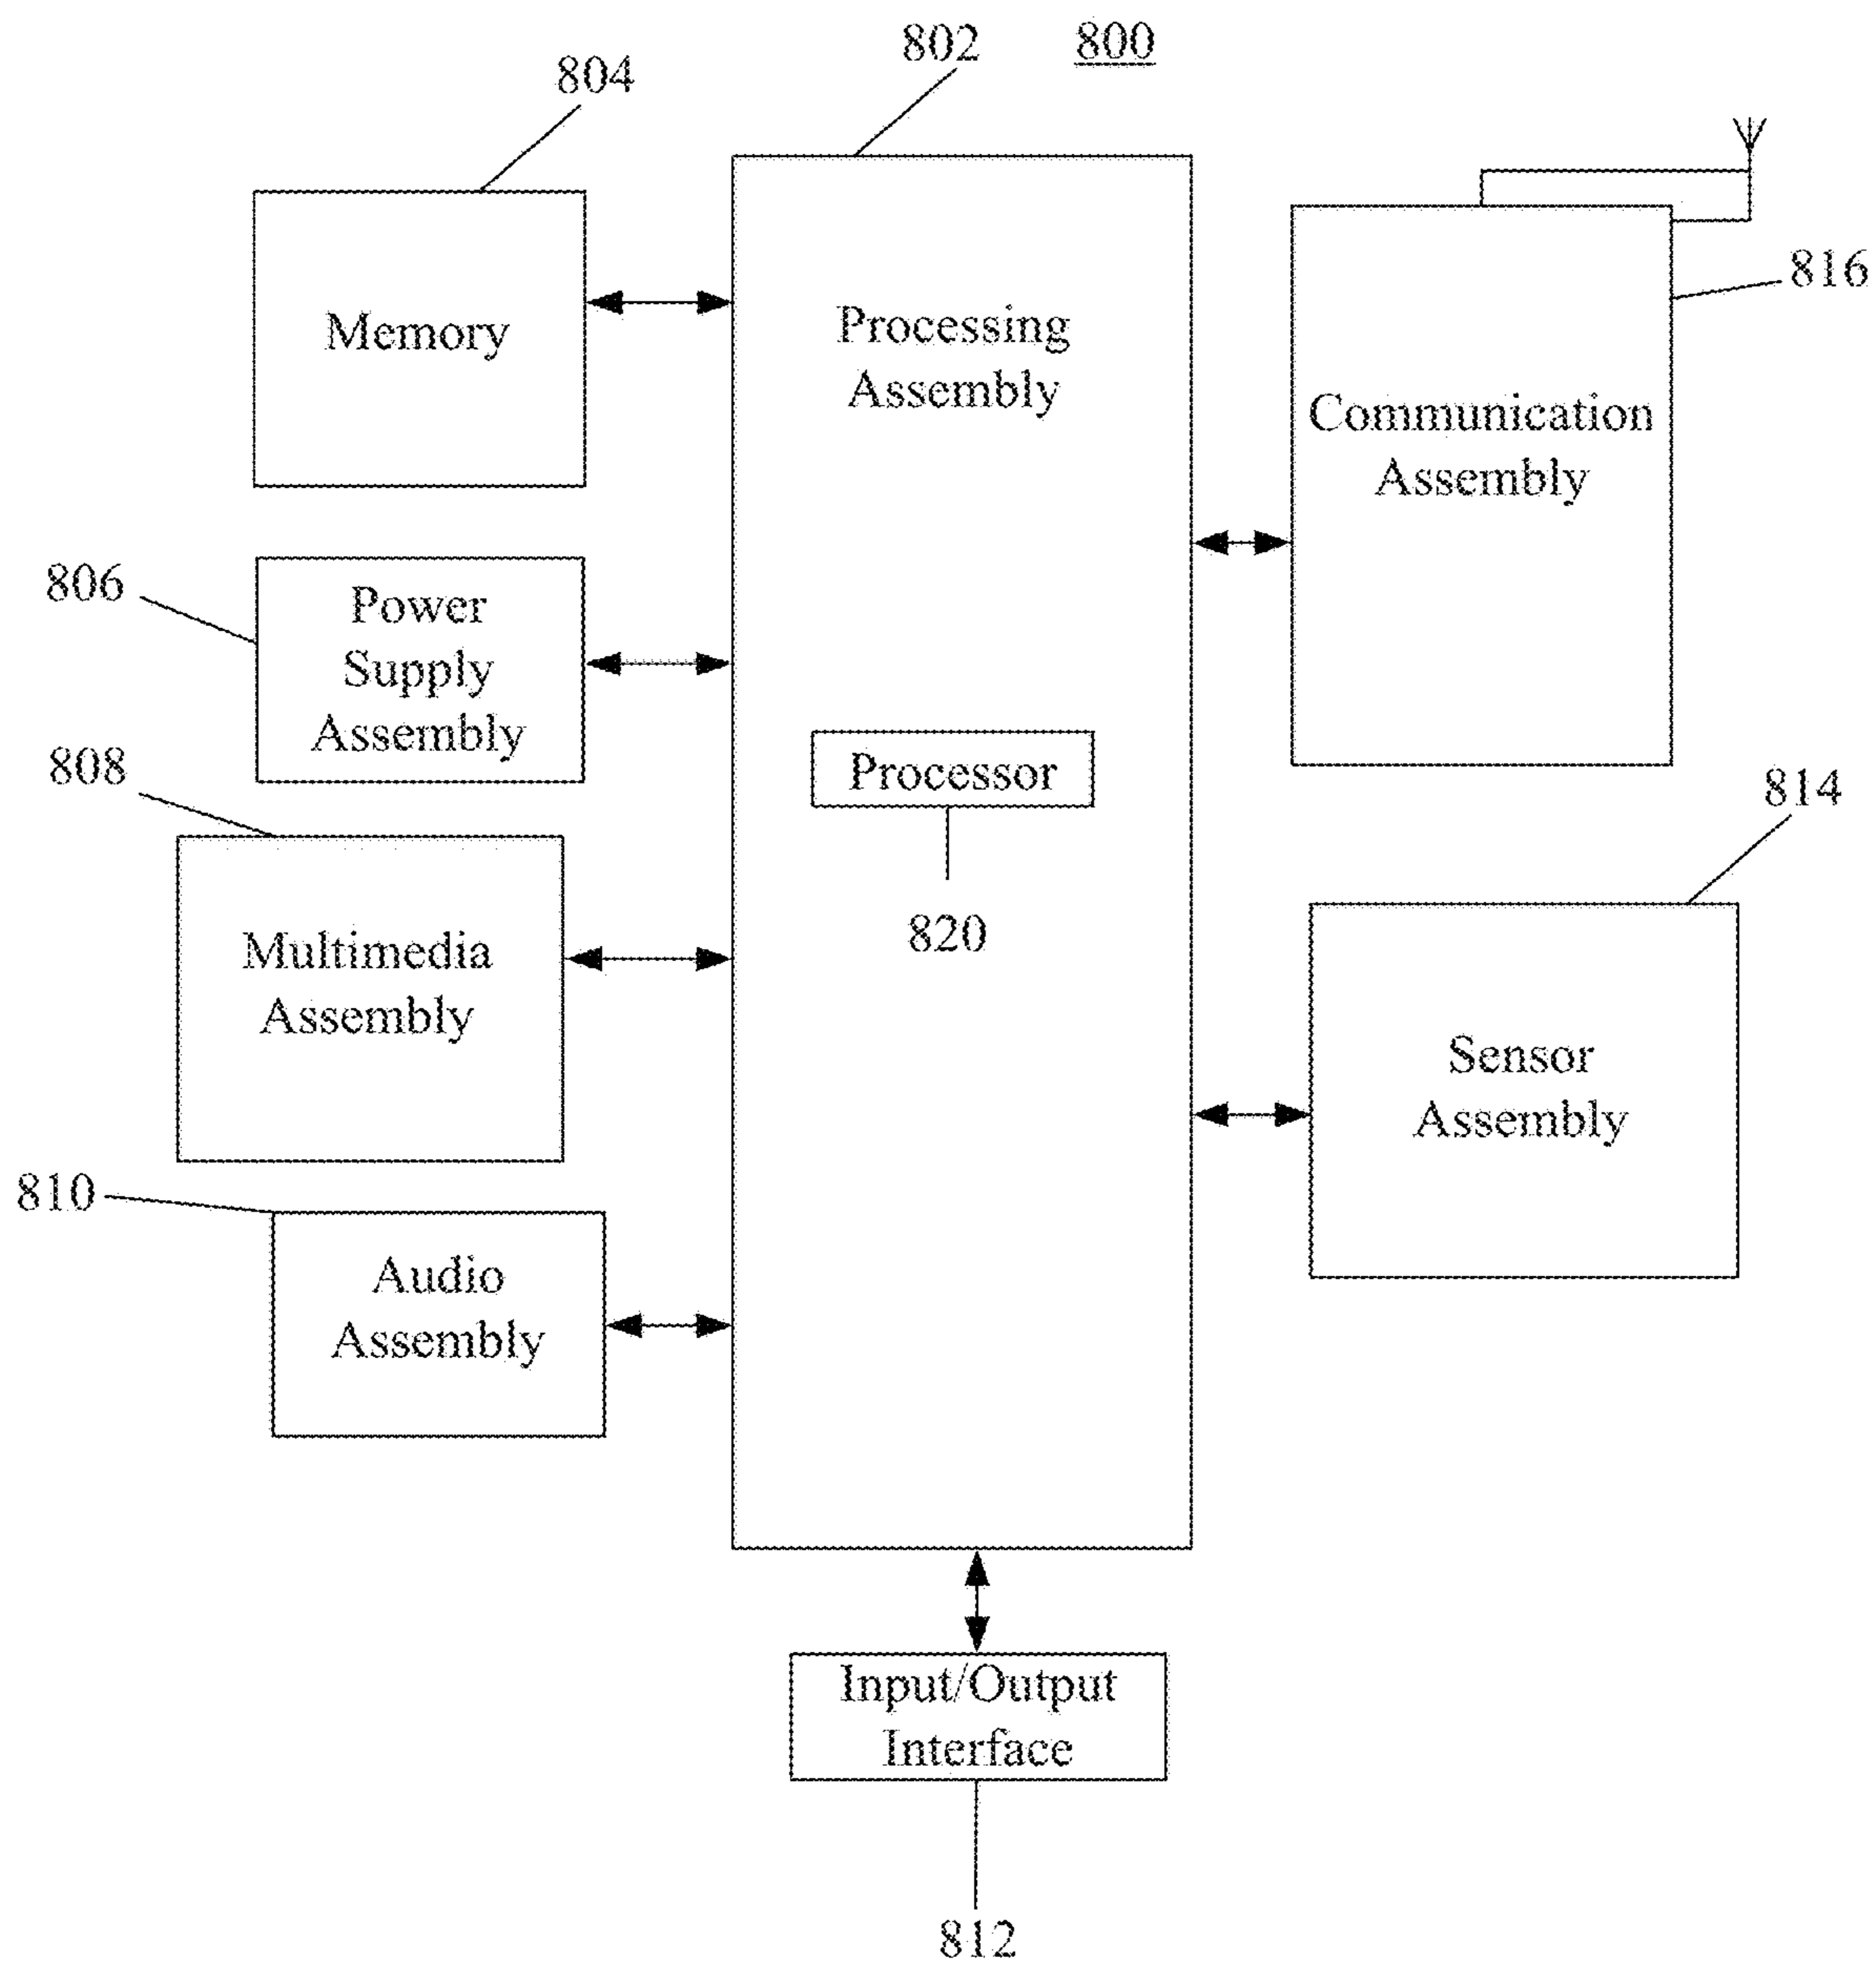 802
800
804
816
Memory
Processing
Assembly
Communication
Assembly
806
Power
Supply
Assembly
808
Processor
814
820
Multimedia
Assembly
Sensor
Assembly
810
Audio
Assembly
Input/Output
Interface
812